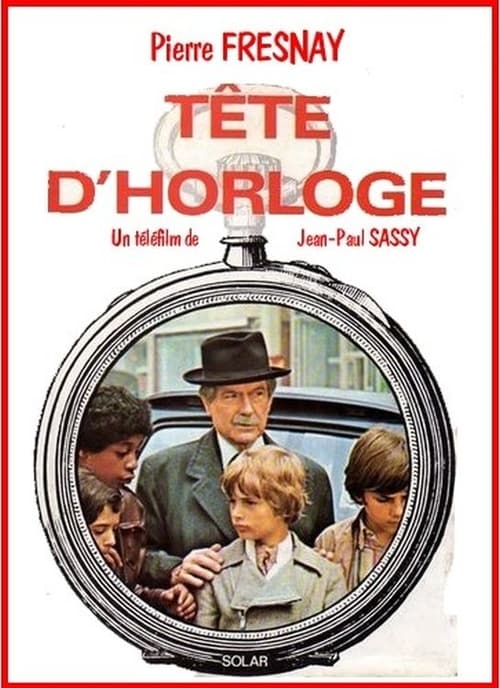 Pierre FRESNAY
TÊTE
D'HORLOGE
Un téléfilm de Jean-Paul SASSY
SOLAR